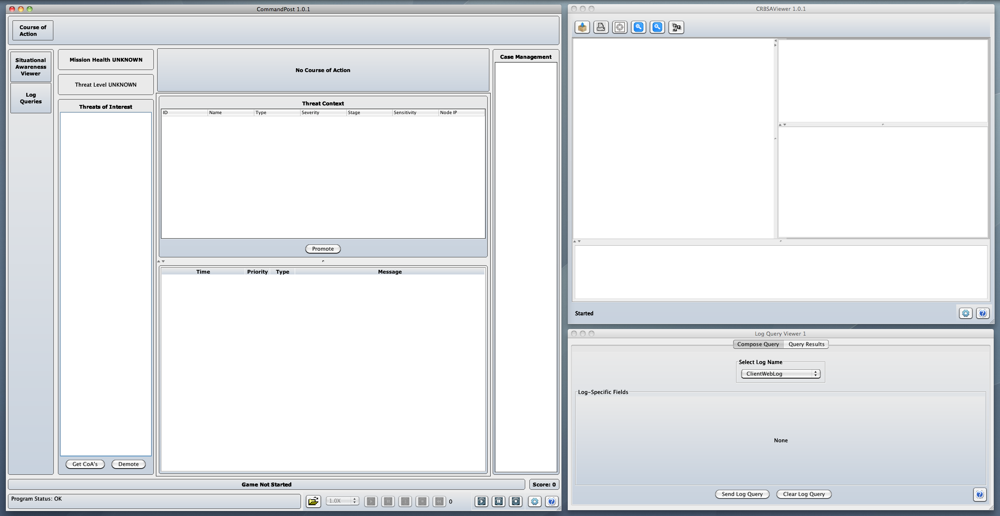 CommandPost 1.0.1
Course of
Action
Situational
Awareness
Viewer
Log
Queries
Mission Health UNKNOWN
Threat Level UNKNOWN
Threats of Interest
Get CoA's
Demote
No Course of Action
Threat Context
ID Name Type Severity Stage Sensitivity Node IP
Promote
Time Priority Type Message
Case Management
Game Not Started
Score: 0
Program Status: OK
1.0X
0
CRBSAViewer 1.0.1
Started
Log Query Viewer 1
Compose Query Query Results
Select Log Name
ClientWebLog
Log-Specific Fields
None
Send Log Query Clear Log Query